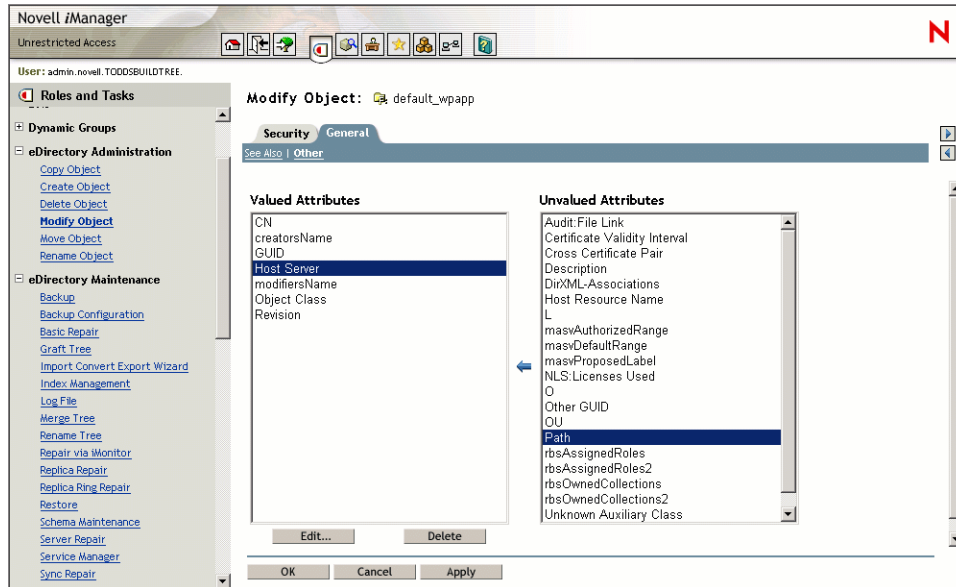 Novell iManager
Unrestricted Access
N
User: admin.novell.TODDSBUILDTREE.
Roles and Tasks
Dynamic Groups
eDirectory Administration
Copy Object
Create Object
Delete Object
Modify Object
Move Object
Rename Object
eDirectory Maintenance
Backup
Backup Configuration
Basic Repair
Graft Tree
Import Convert Export Wizard
Index Management
Log File
Merge Tree
Rename Tree
Repair via iMonitor
Replica Repair
Replica Ring Repair
Restore
Schema Maintenance
Server Repair
Service Manager
Sync Repair
Modify Object: default_wpapp
Security General
See Also | Other
Valued Attributes
CN
creatorsName
GUID
Host Server
modifiersName
Object Class
Revision
Edit... Delete
Unvalued Attributes
Audit:File Link
Certificate Validity Interval
Cross Certificate Pair
Description
DirXML-Associations
Host Resource Name
L
masvAuthorizedRange
masvDefaultRange
masvProposedLabel
NLS:Licenses Used
O
Other GUID
OU
Path
rbsAssignedRoles
rbsAssignedRoles2
rbsOwnedCollections
rbsOwnedCollections2
Unknown Auxiliary Class
OK Cancel Apply